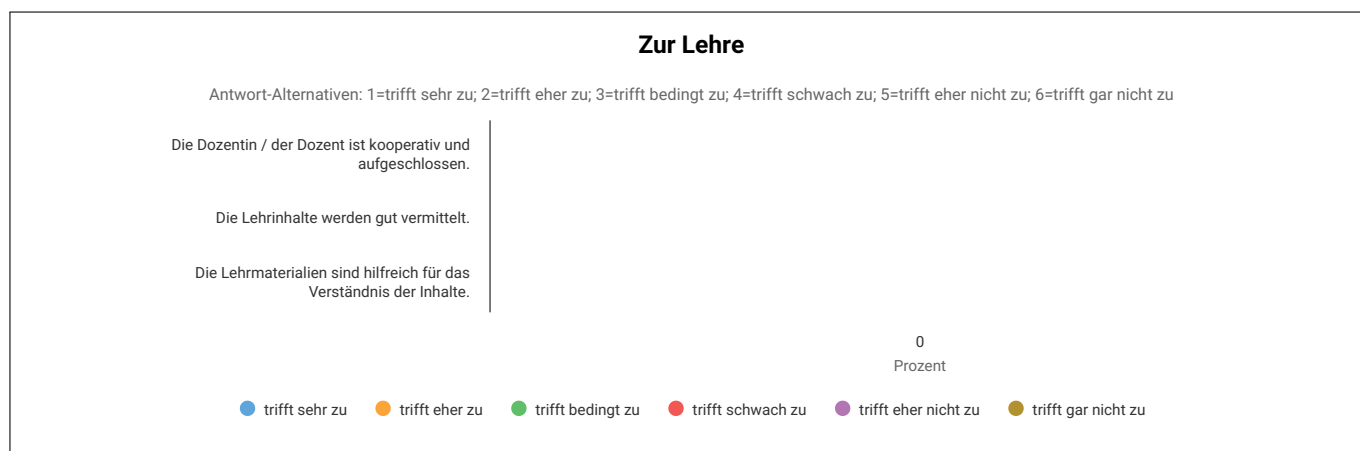 Zur Lehre
Antwort-Alternativen: 1=trifft sehr zu; 2=trifft eher zu; 3=trifft bedingt zu; 4=trifft schwach zu; 5=trifft eher nicht zu; 6=trifft gar nicht zu
Die Dozentin / der Dozent ist kooperativ und
aufgeschlossen.
Die Lehrinhalte werden gut vermittelt.
Die Lehrmaterialien sind hilfreich für das
Verständnis der Inhalte.
0
Prozent
trifft sehr zu trifft eher zu trifft bedingt zu trifft schwach zu trifft eher nicht zu trifft gar nicht zu